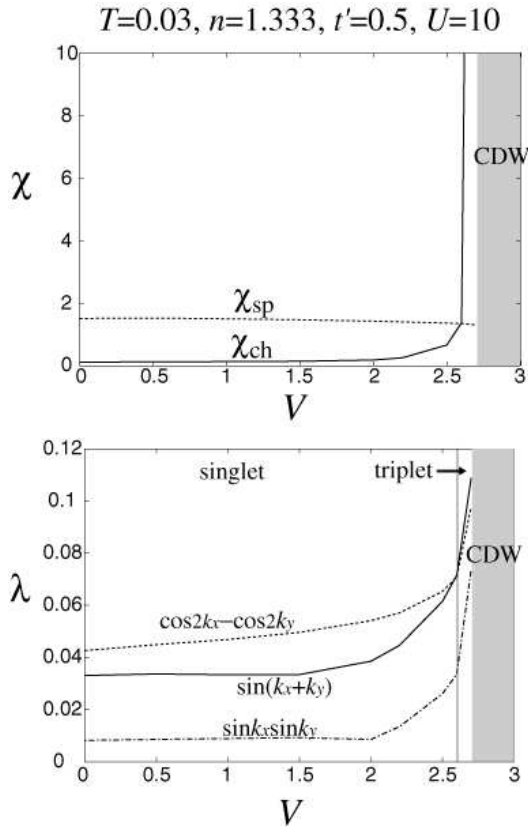 T=0.03, n=1.333, t'=0.5, U=10
10
8
6
4
2
0
χ
CDW
χsp
χch
0 0.5 1 1.5 2 2.5 3
V
0.12
0.1
0.08
0.06
0.04
0.02
0
λ
singlet
triplet
CDW
cos2kx−cos2ky
sin(kx+ky)
sinkxsinky
0 0.5 1 1.5 2 2.5 3
V